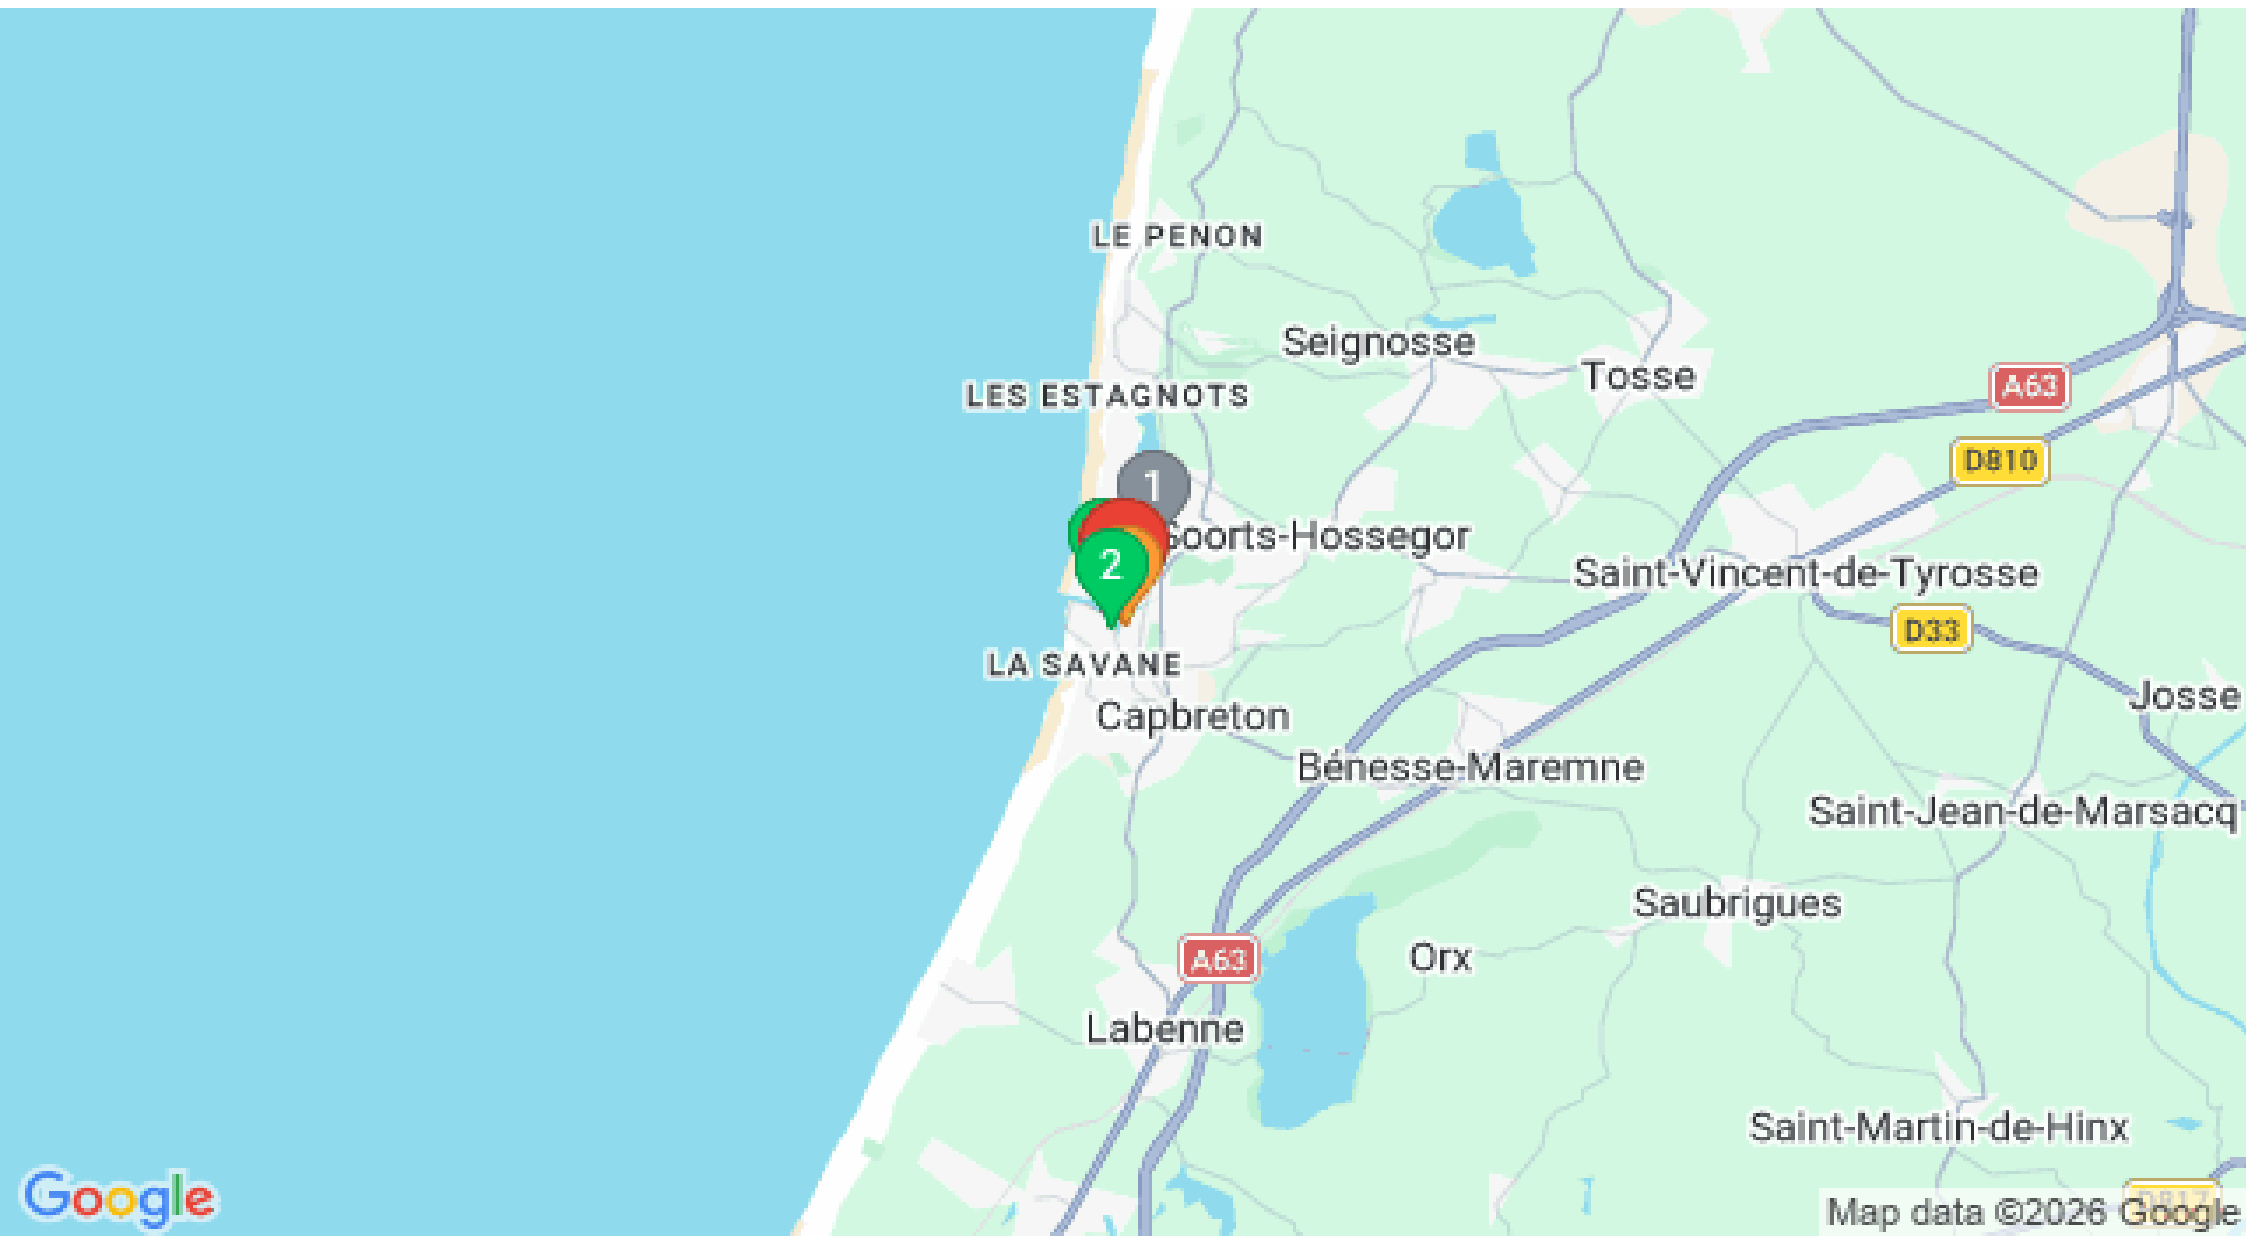 LE PENON
Seignosse
Tosse
LES ESTAGNOTS
A63
D810
1
Soorts-Hossegor
2
Saint-Vincent-de-Tyrosse
D33
LA SAVANE
Josse
Capbreton
Bénesse-Maremne
Saint-Jean-de-Marsacq
Saubrigues
A63
Orx
Labenne
Saint-Martin-de-Hinx
D817
Google
Map data ©2026 Google